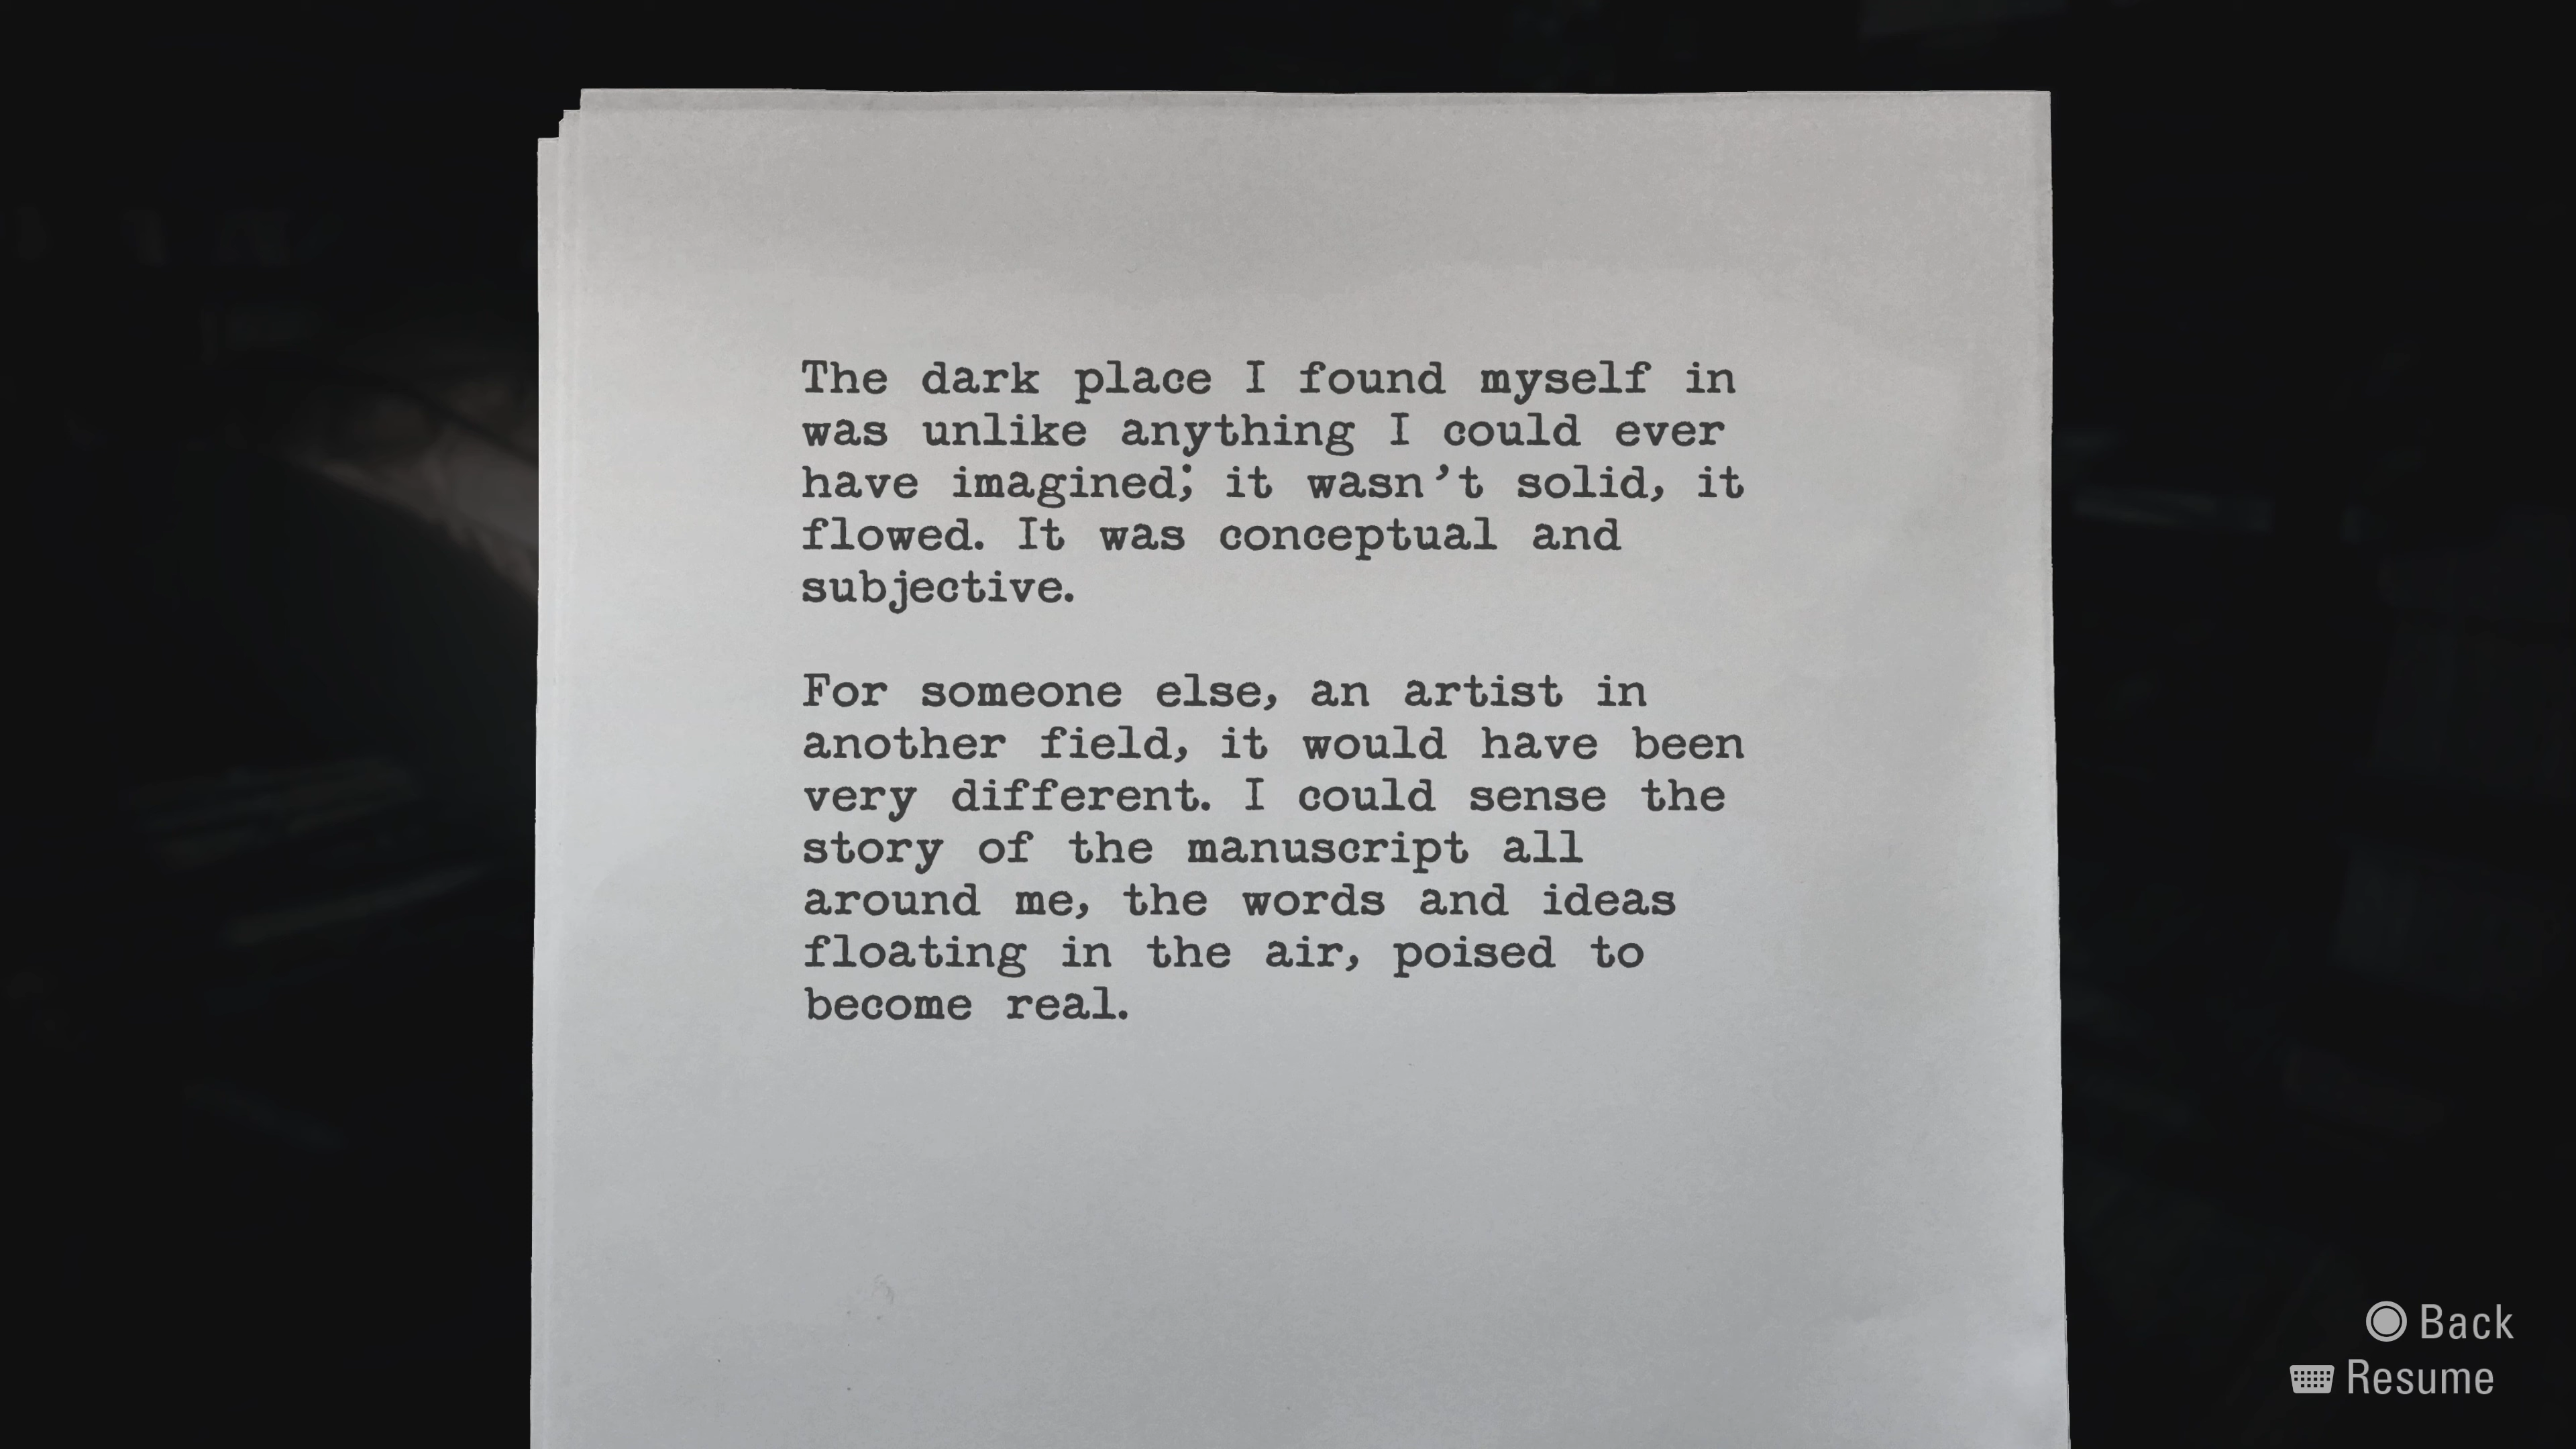 The dark place I found myself in
was unlike anything I could ever
have imagined; it wasn’t solid, it
flowed. It was conceptual and
subjective.
For someone else, an artist in
another field, it would have been
very different. I could sense the
story of the manuscript all
around me, the words and ideas
floating in the air, poised to
become real.
Back
Resume